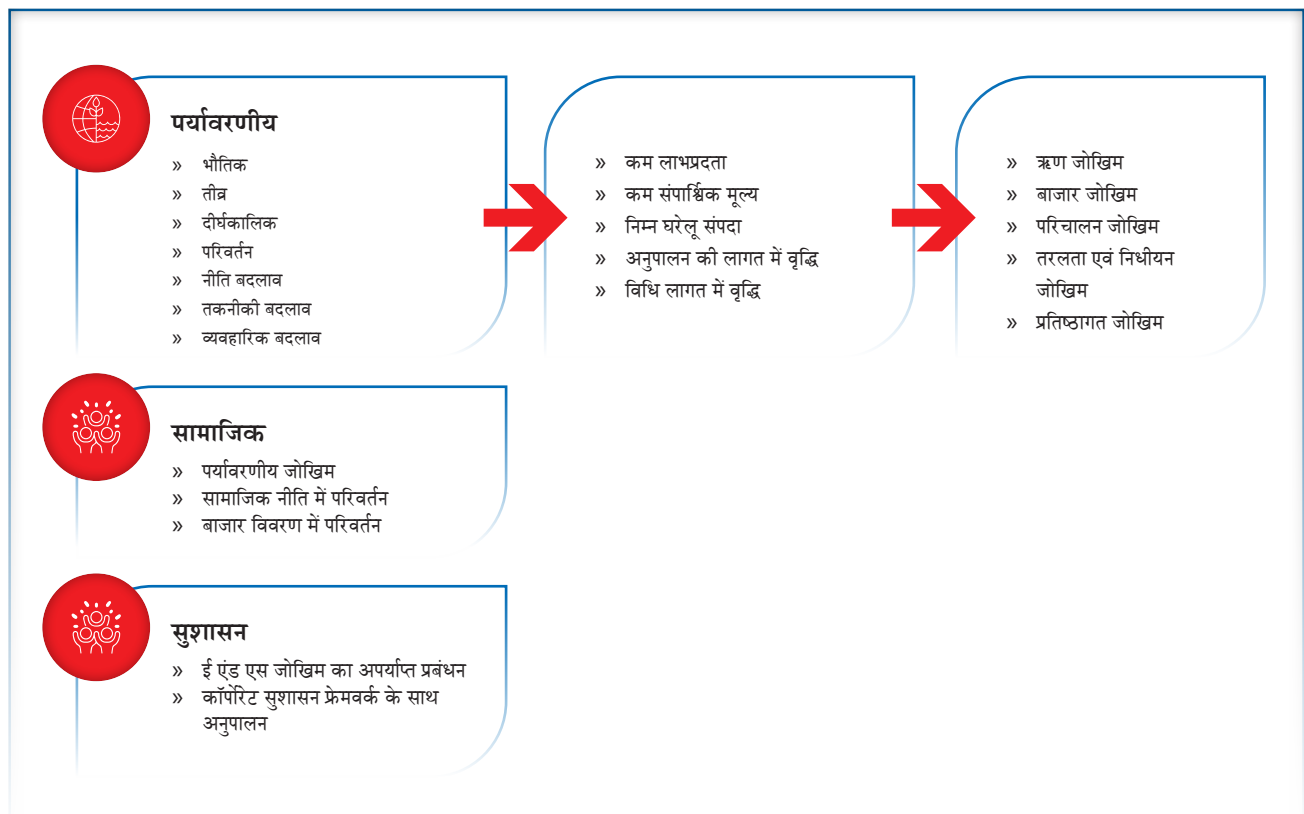 पर्यावरणीय
» भौतिक
» तीव्र
» दीर्घकालिक
» परिवर्तन
» नीति बदलाव
» तकनीकी बदलाव
» व्यवहारिक बदलाव
» कम लाभप्रदता
» कम संपार्श्विक मूल्य
» निम्न घरेलू संपदा
» अनुपालन की लागत में वृद्धि
» विधि लागत में वृद्धि
» ऋण जोखिम
» बाजार जोखिम
» परिचालन जोखिम
» तरलता एवं निधीयन
जोखिम
» प्रतिष्ठागत जोखिम
सामाजिक
» पर्यावरणीय जोखिम
» सामाजिक नीति में परिवर्तन
» बाजार विवरण में परिवर्तन
सुशासन
» ई एंड एस जोखिम का अपर्याप्त प्रबंधन
» कॉर्पोरेट सुशासन फ्रेमवर्क के साथ
अनुपालन